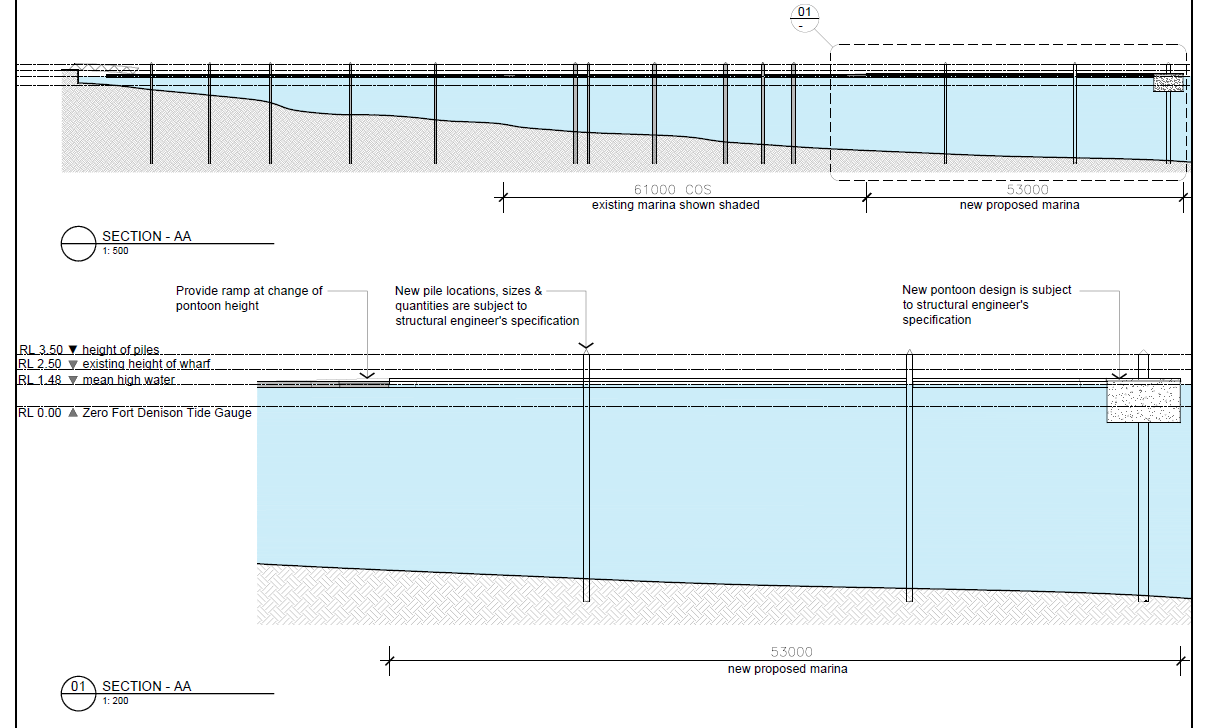 01
-
61000 COS
existing marina shown shaded
53000
new proposed marina
SECTION - AA
1: 500
Provide ramp at change of
pontoon height
New pile locations, sizes &
quantities are subject to
structural engineer's specification
New pontoon design is subject
to structural engineer's
specification
RL 3.50 ▼ height of piles
RL 2.50 ▼ existing height of wharf
RL 1.48 ▼ mean high water
RL 0.00 ▲ Zero Fort Denison Tide Gauge
53000
new proposed marina
01
SECTION - AA
1: 200